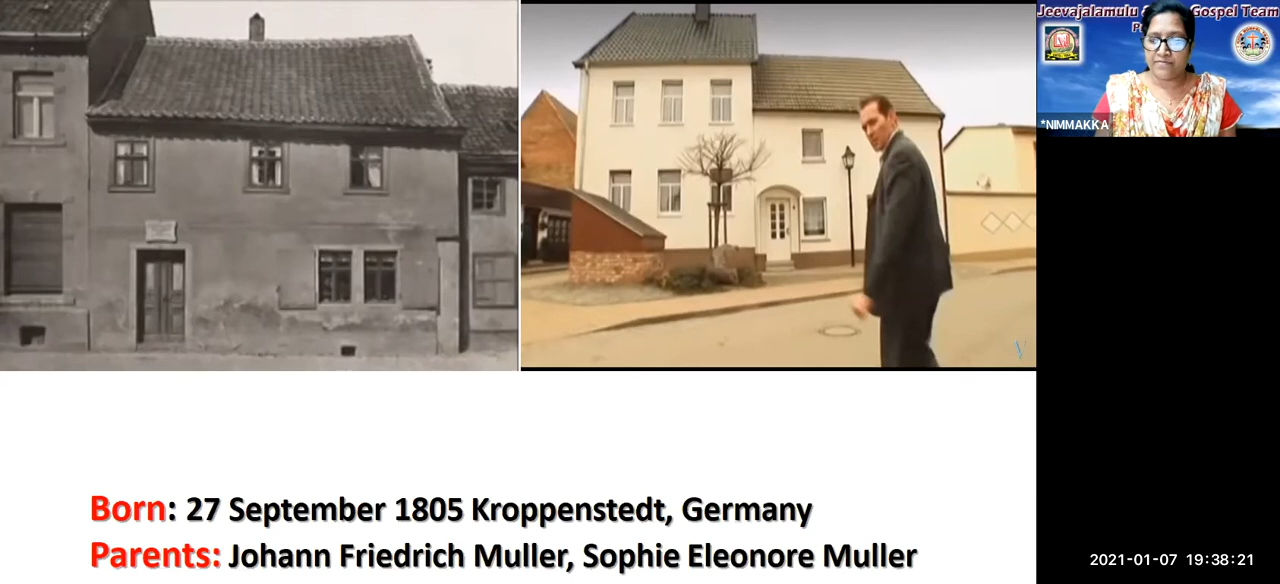 Jeevajalamulu Gospel Team
*NIMMAKKA
Born: 27 September 1805 Kroppenstedt, Germany
Parents: Johann Friedrich Muller, Sophie Eleonore Muller
2021-01-07 19:38:21